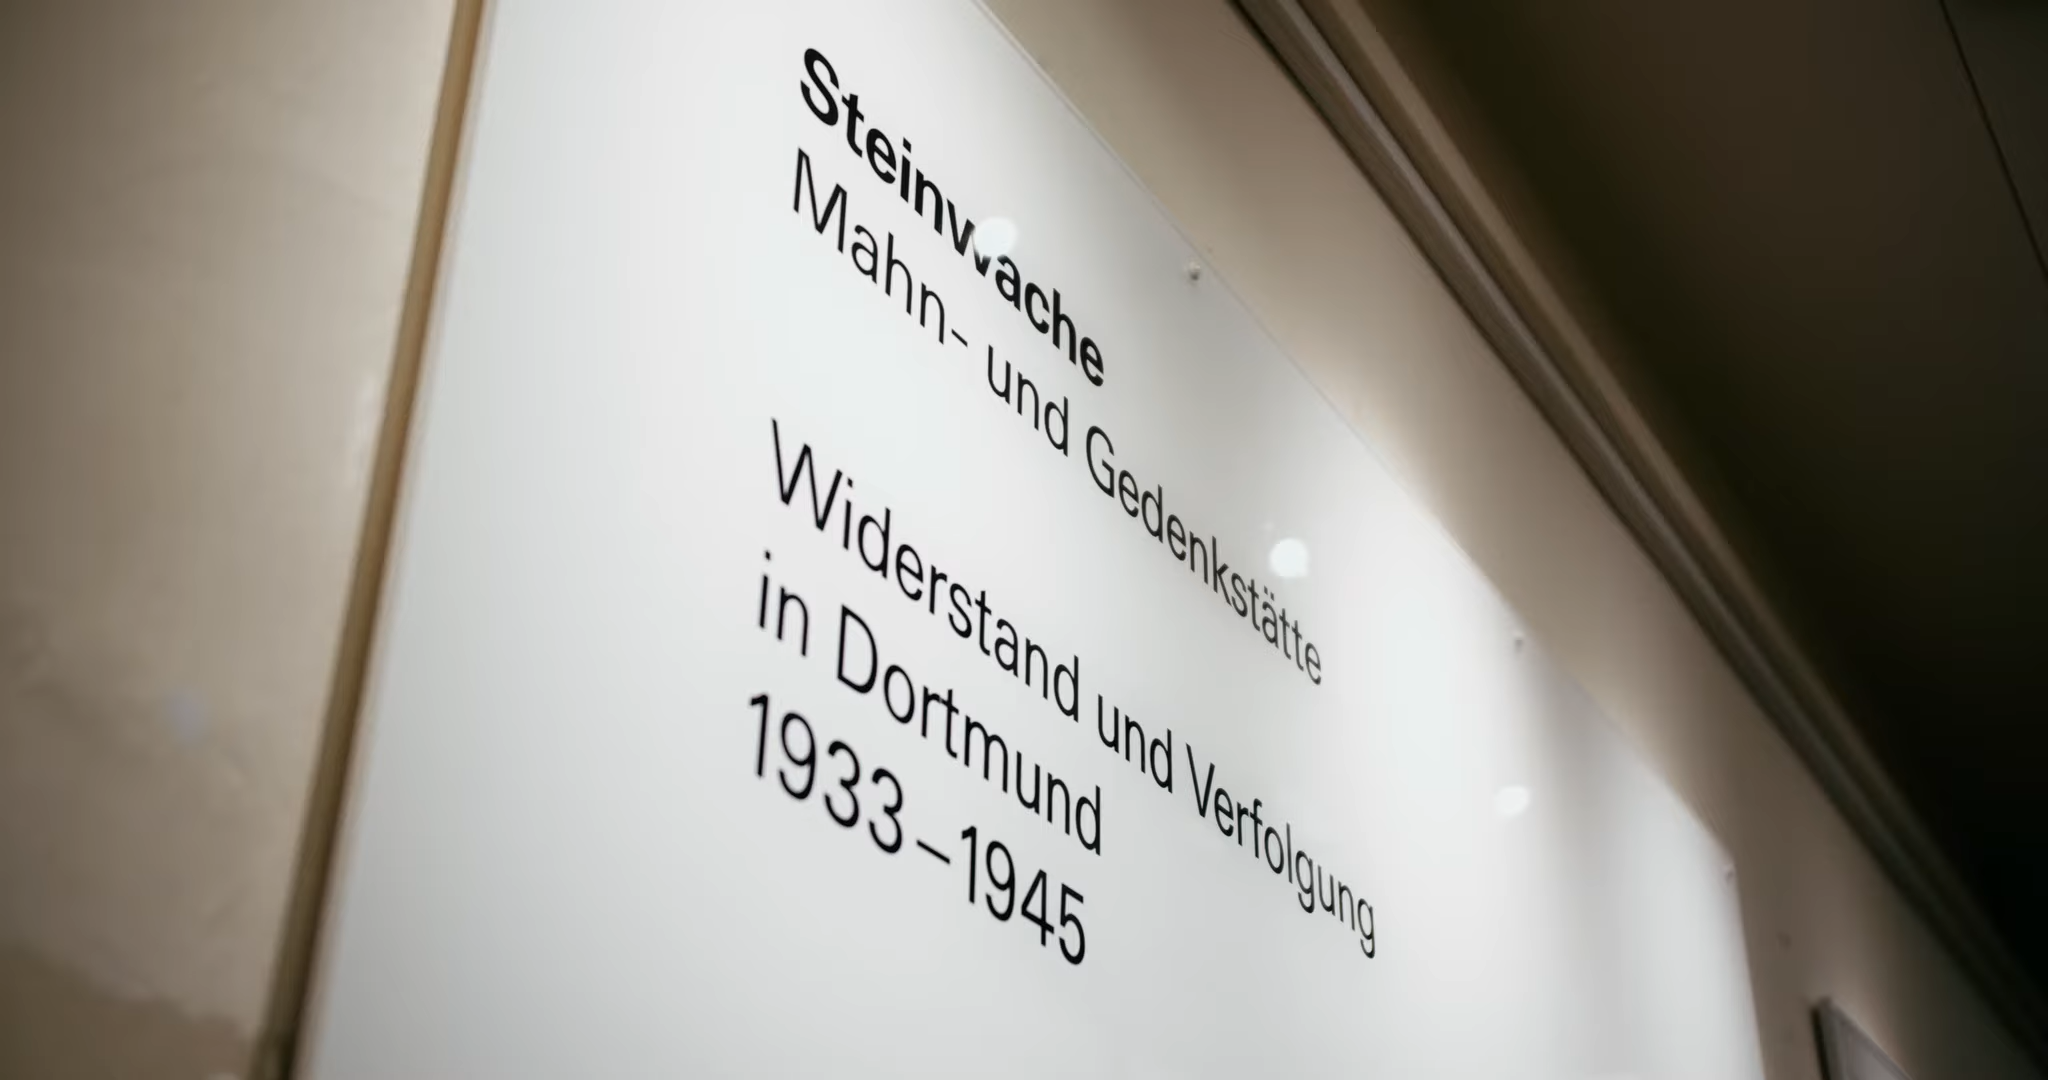 Steinwache
Mahn- und Gedenkstätte
Widerstand und Verfolgung
in Dortmund
1933–1945